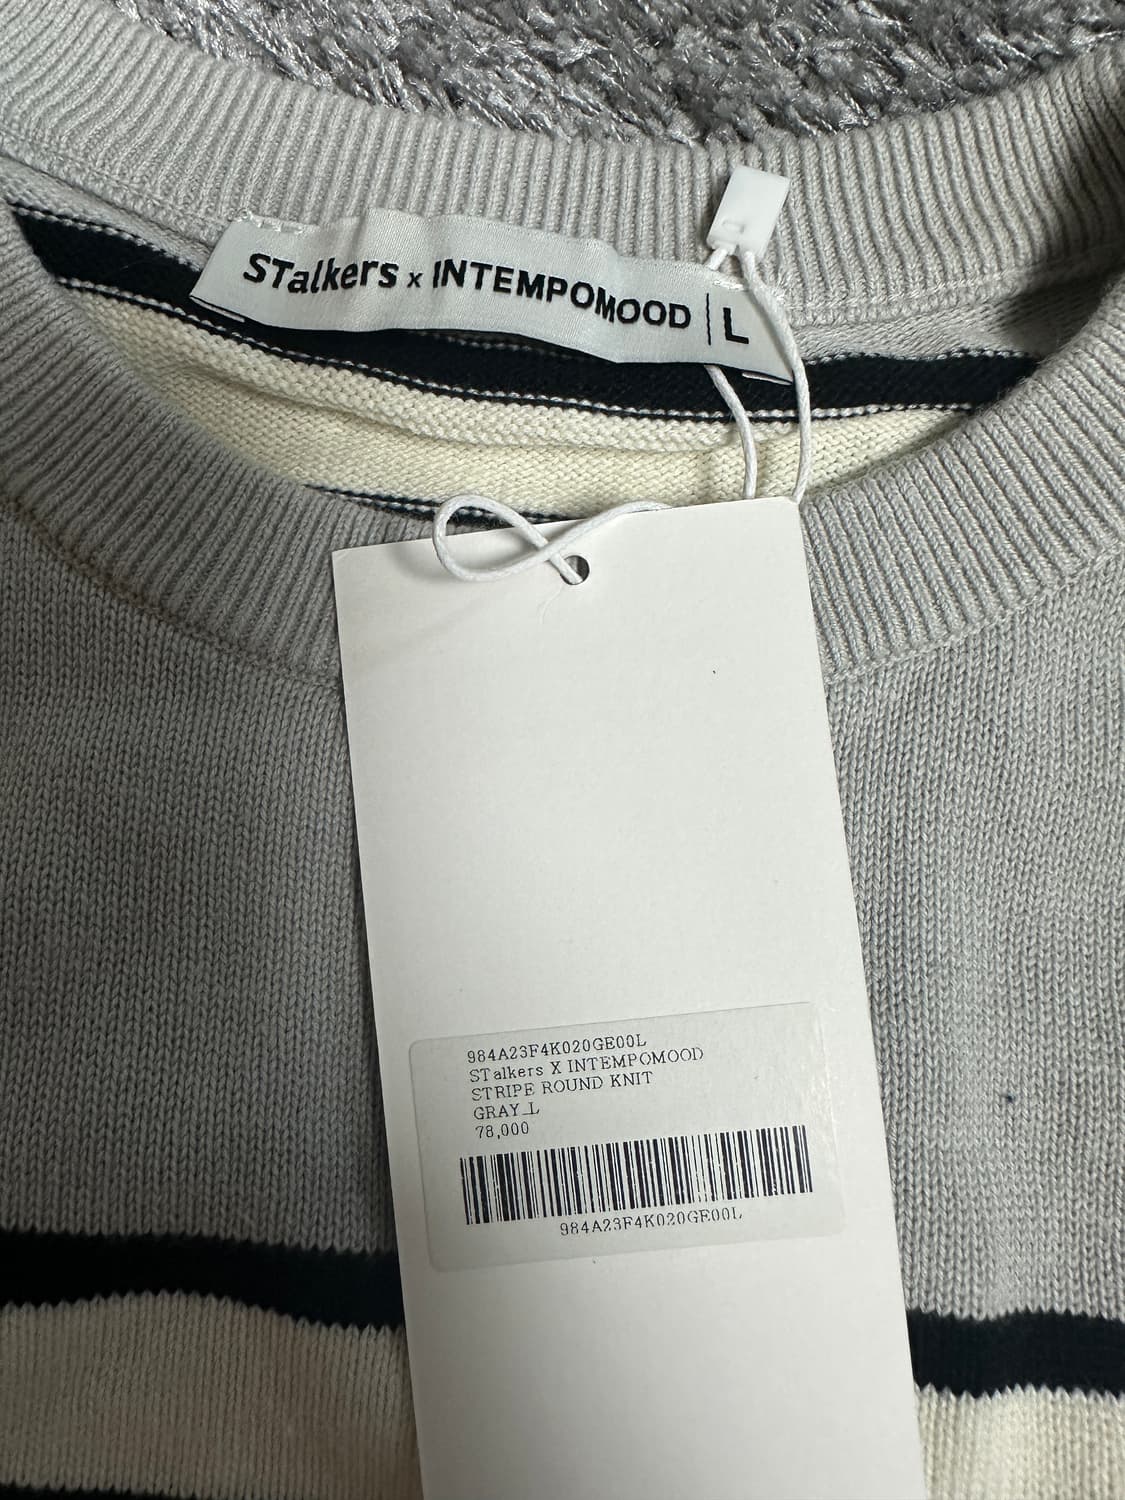 STalkers x INTEMPOMOOD | L
984A23F4K020GE00L
STalkers X INTEMPOMOOD
STRIPE ROUND KNIT
GRAY_L
78,000
984A23F4K020GE00L